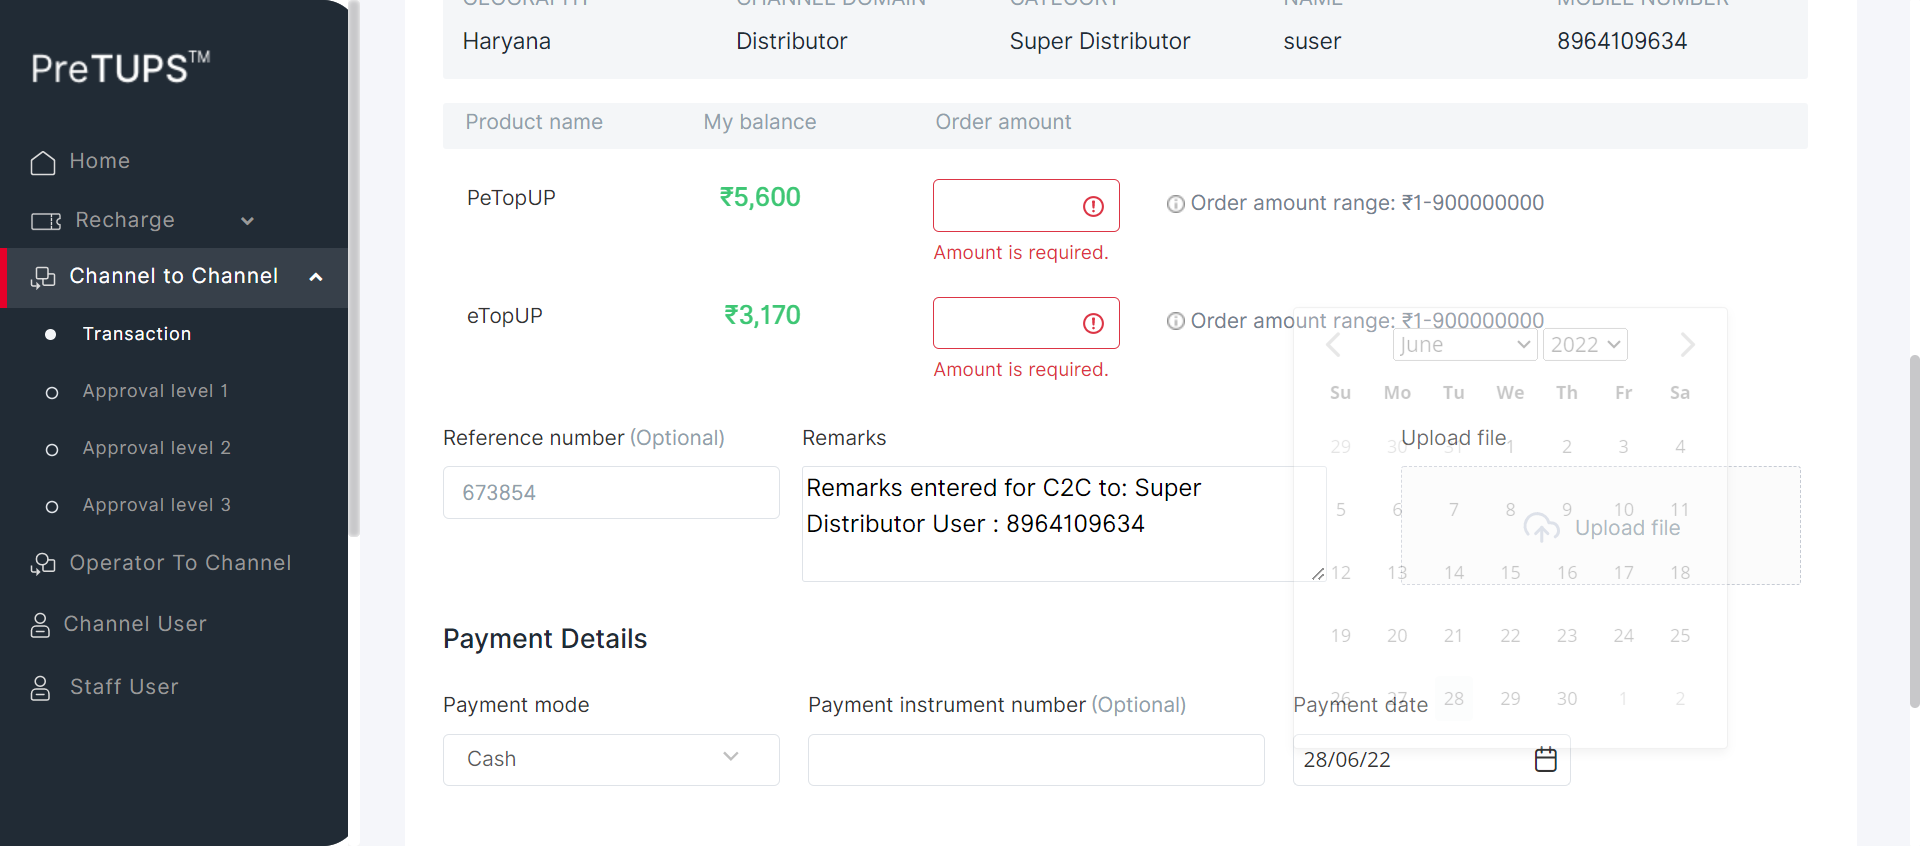 PreTUPS™
Home
Recharge
Channel to Channel
Transaction
Approval level 1
Approval level 2
Approval level 3
Operator To Channel
Channel User
Staff User
GEOGRAPHY CHANNEL DOMAIN CATEGORY NAME MOBILE NUMBER
Haryana Distributor Super Distributor suser 8964109634
Product name My balance Order amount
PeTopUP ₹5,600 Order amount range: ₹1-900000000
Amount is required.
eTopUP ₹3,170 Order amount range: ₹1-900000000
Amount is required.
June 2022
Su Mo Tu We Th Fr Sa
29 30 31 1 2 3 4
5 6 7 8 9 10 11
12 13 14 15 16 17 18
19 20 21 22 23 24 25
26 27 28 29 30 1 2
Reference number (Optional) Remarks Upload file
673854
Remarks entered for C2C to: Super
Distributor User : 8964109634
Upload file
Payment Details
Payment mode Payment instrument number (Optional) Payment date
Cash 28/06/22